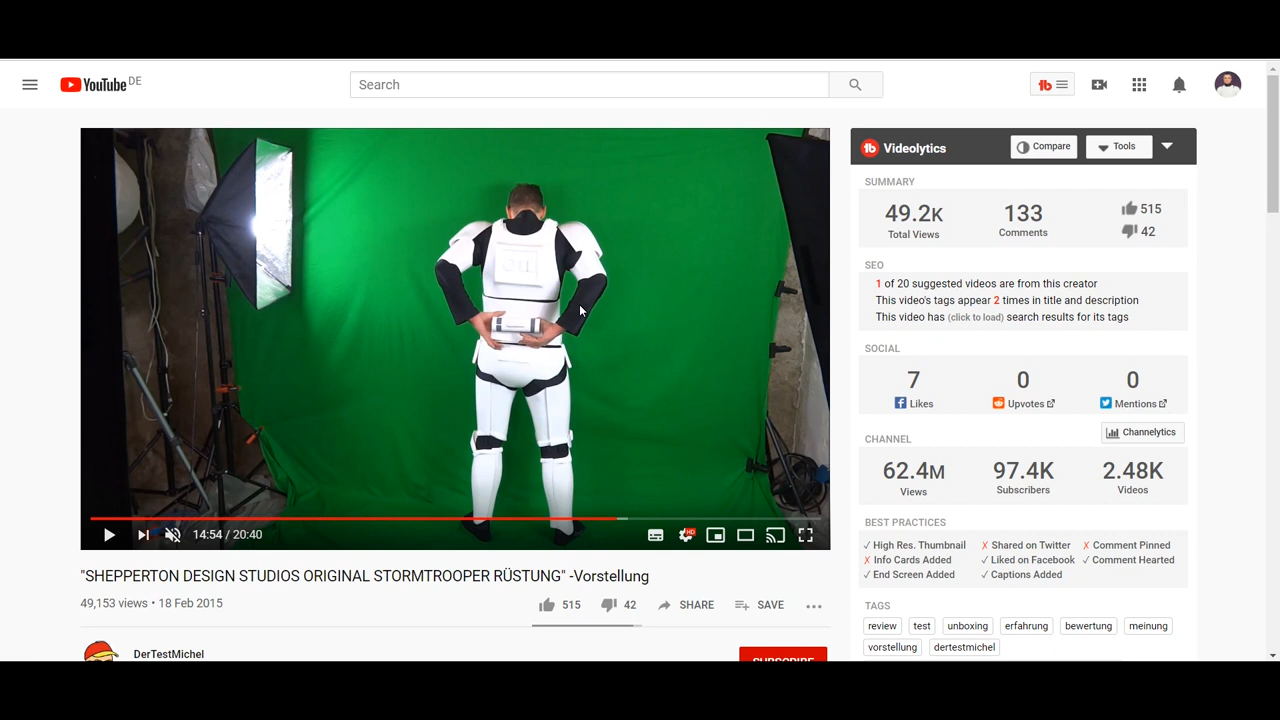 YouTube DE
Search
tb
tb Videolytics Compare Tools
SUMMARY
49.2K 133 515
Total Views Comments 42
SEO
1 of 20 suggested videos are from this creator
This video's tags appear 2 times in title and description
This video has (click to load) search results for its tags
SOCIAL
7 0 0
Likes Upvotes Mentions
CHANNEL Channelytics
62.4M 97.4K 2.48K
Views Subscribers Videos
BEST PRACTICES
✓ High Res. Thumbnail ✗ Shared on Twitter ✗ Comment Pinned
✗ Info Cards Added ✓ Liked on Facebook ✓ Comment Hearted
✓ End Screen Added ✓ Captions Added
TAGS
review test unboxing erfahrung bewertung meinung
vorstellung dertestmichel
14:54 / 20:40 HD
"SHEPPERTON DESIGN STUDIOS ORIGINAL STORMTROOPER RÜSTUNG" -Vorstellung
49,153 views • 18 Feb 2015 515 42 SHARE SAVE
DerTestMichel SUBSCRIBE